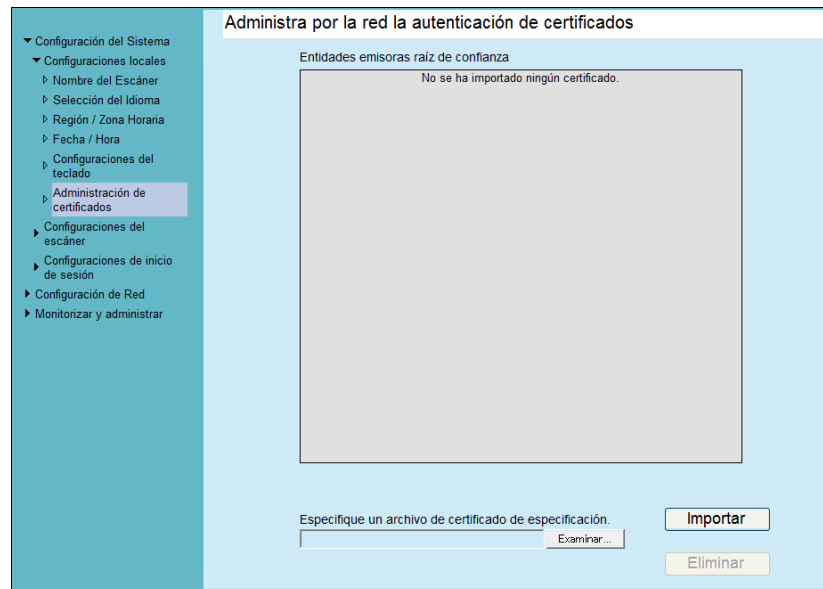 Administra por la red la autenticación de certificados
Configuración del Sistema
Configuraciones locales
Nombre del Escáner
Selección del Idioma
Región / Zona Horaria
Fecha / Hora
Configuraciones del
teclado
Administración de
certificados
Configuraciones del
escáner
Configuraciones de inicio
de sesión
Configuración de Red
Monitorizar y administrar
Entidades emisoras raíz de confianza
No se ha importado ningún certificado.
Especifique un archivo de certificado de especificación.
Examinar...
Importar
Eliminar